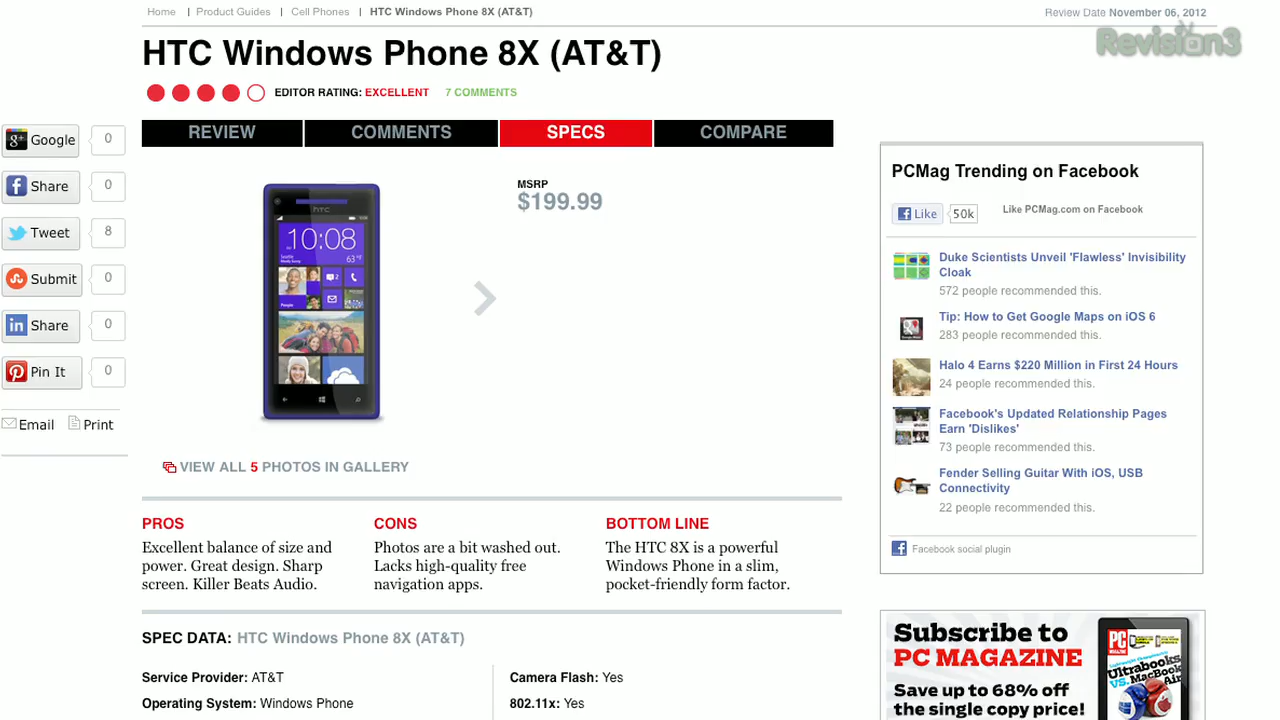 Home | Product Guides | Cell Phones | HTC Windows Phone 8X (AT&T)
Review Date November 06, 2012
Revision3
HTC Windows Phone 8X (AT&T)
EDITOR RATING: EXCELLENT 7 COMMENTS
REVIEW COMMENTS SPECS COMPARE
Google 0
Share 0
Tweet 8
Submit 0
Share 0
Pin It 0
Email Print
hTC
10:08
63°F
People
MSRP
$199.99
VIEW ALL 5 PHOTOS IN GALLERY
PROS
Excellent balance of size and
power. Great design. Sharp
screen. Killer Beats Audio.
CONS
Photos are a bit washed out.
Lacks high-quality free
navigation apps.
BOTTOM LINE
The HTC 8X is a powerful
Windows Phone in a slim,
pocket-friendly form factor.
SPEC DATA: HTC Windows Phone 8X (AT&T)
Service Provider: AT&T
Operating System: Windows Phone
Camera Flash: Yes
802.11x: Yes
PCMag Trending on Facebook
Like 50k Like PCMag.com on Facebook
Duke Scientists Unveil 'Flawless' Invisibility
Cloak
572 people recommended this.
Tip: How to Get Google Maps on iOS 6
283 people recommended this.
Halo 4 Earns $220 Million in First 24 Hours
24 people recommended this.
Facebook's Updated Relationship Pages
Earn 'Dislikes'
73 people recommended this.
Fender Selling Guitar With iOS, USB
Connectivity
22 people recommended this.
Facebook social plugin
Subscribe to
PC MAGAZINE
Save up to 68% off
the single copy price!
PC
Ultrabooks
VS. MacBook
Air